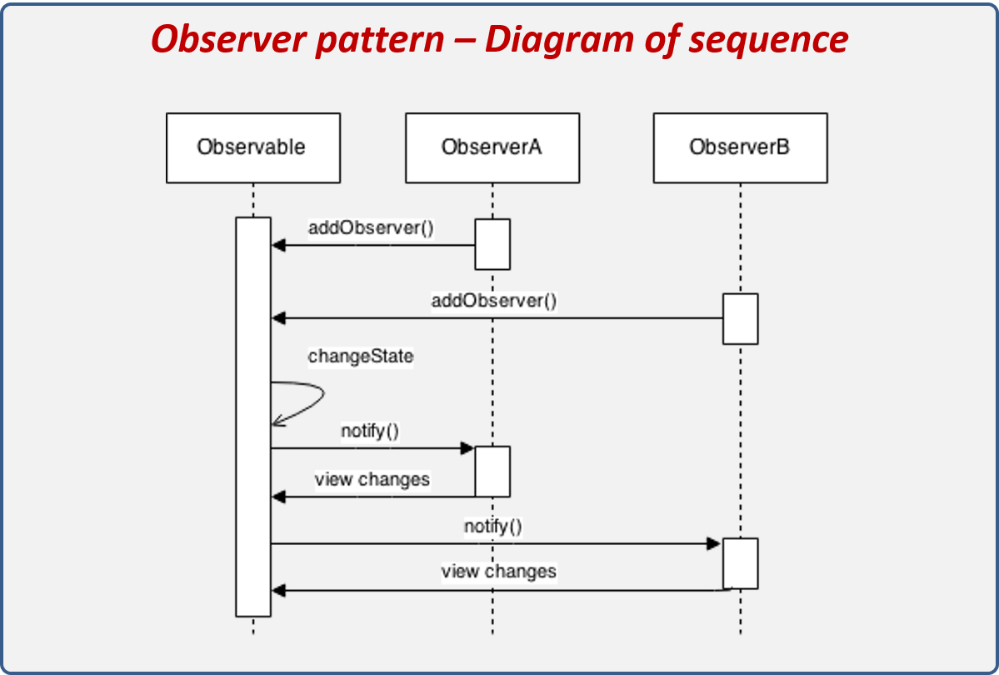 Observer pattern – Diagram of sequence
Observable
ObserverA
ObserverB
addObserver()
addObserver()
changeState
notify()
view changes
notify()
view changes